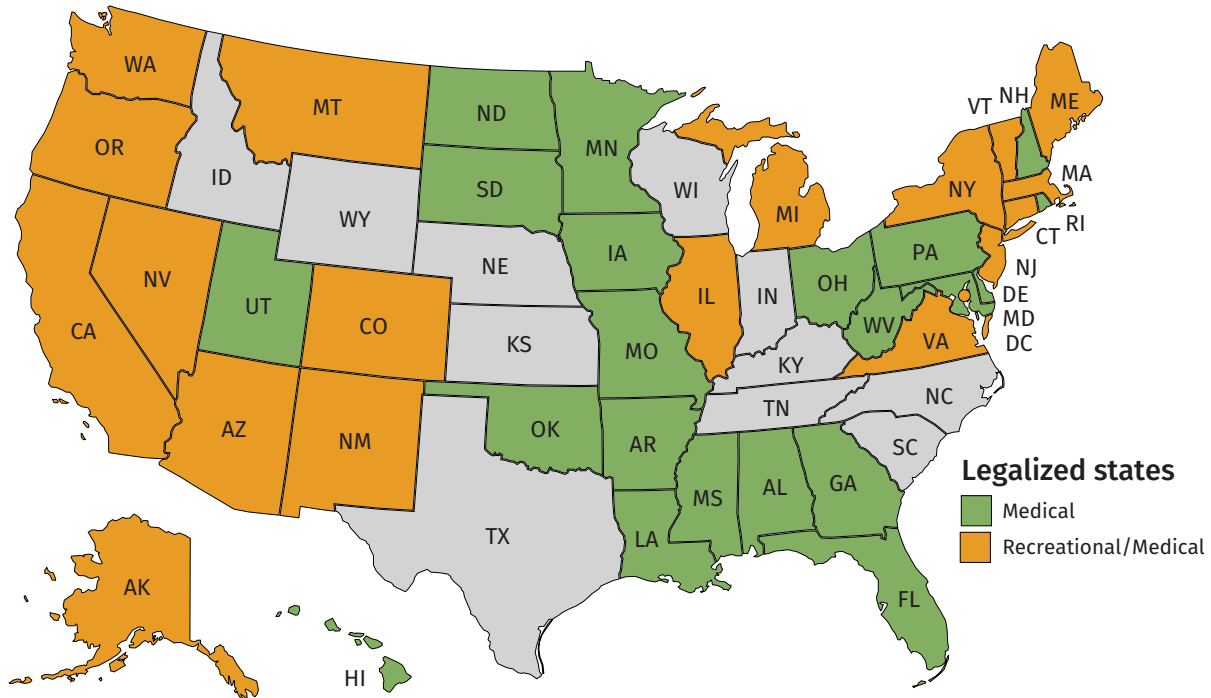 WA
MT
ND
MN
VT
NH
ME
OR
ID
WY
SD
WI
MI
NY
MA
RI
CT
NV
UT
CO
NE
IA
IL
IN
OH
PA
NJ
DE
MD
DC
CA
KS
MO
KY
WV
VA
AZ
NM
OK
AR
TN
NC
SC
TX
LA
MS
AL
GA
FL
AK
HI
Legalized states
Medical
Recreational/Medical